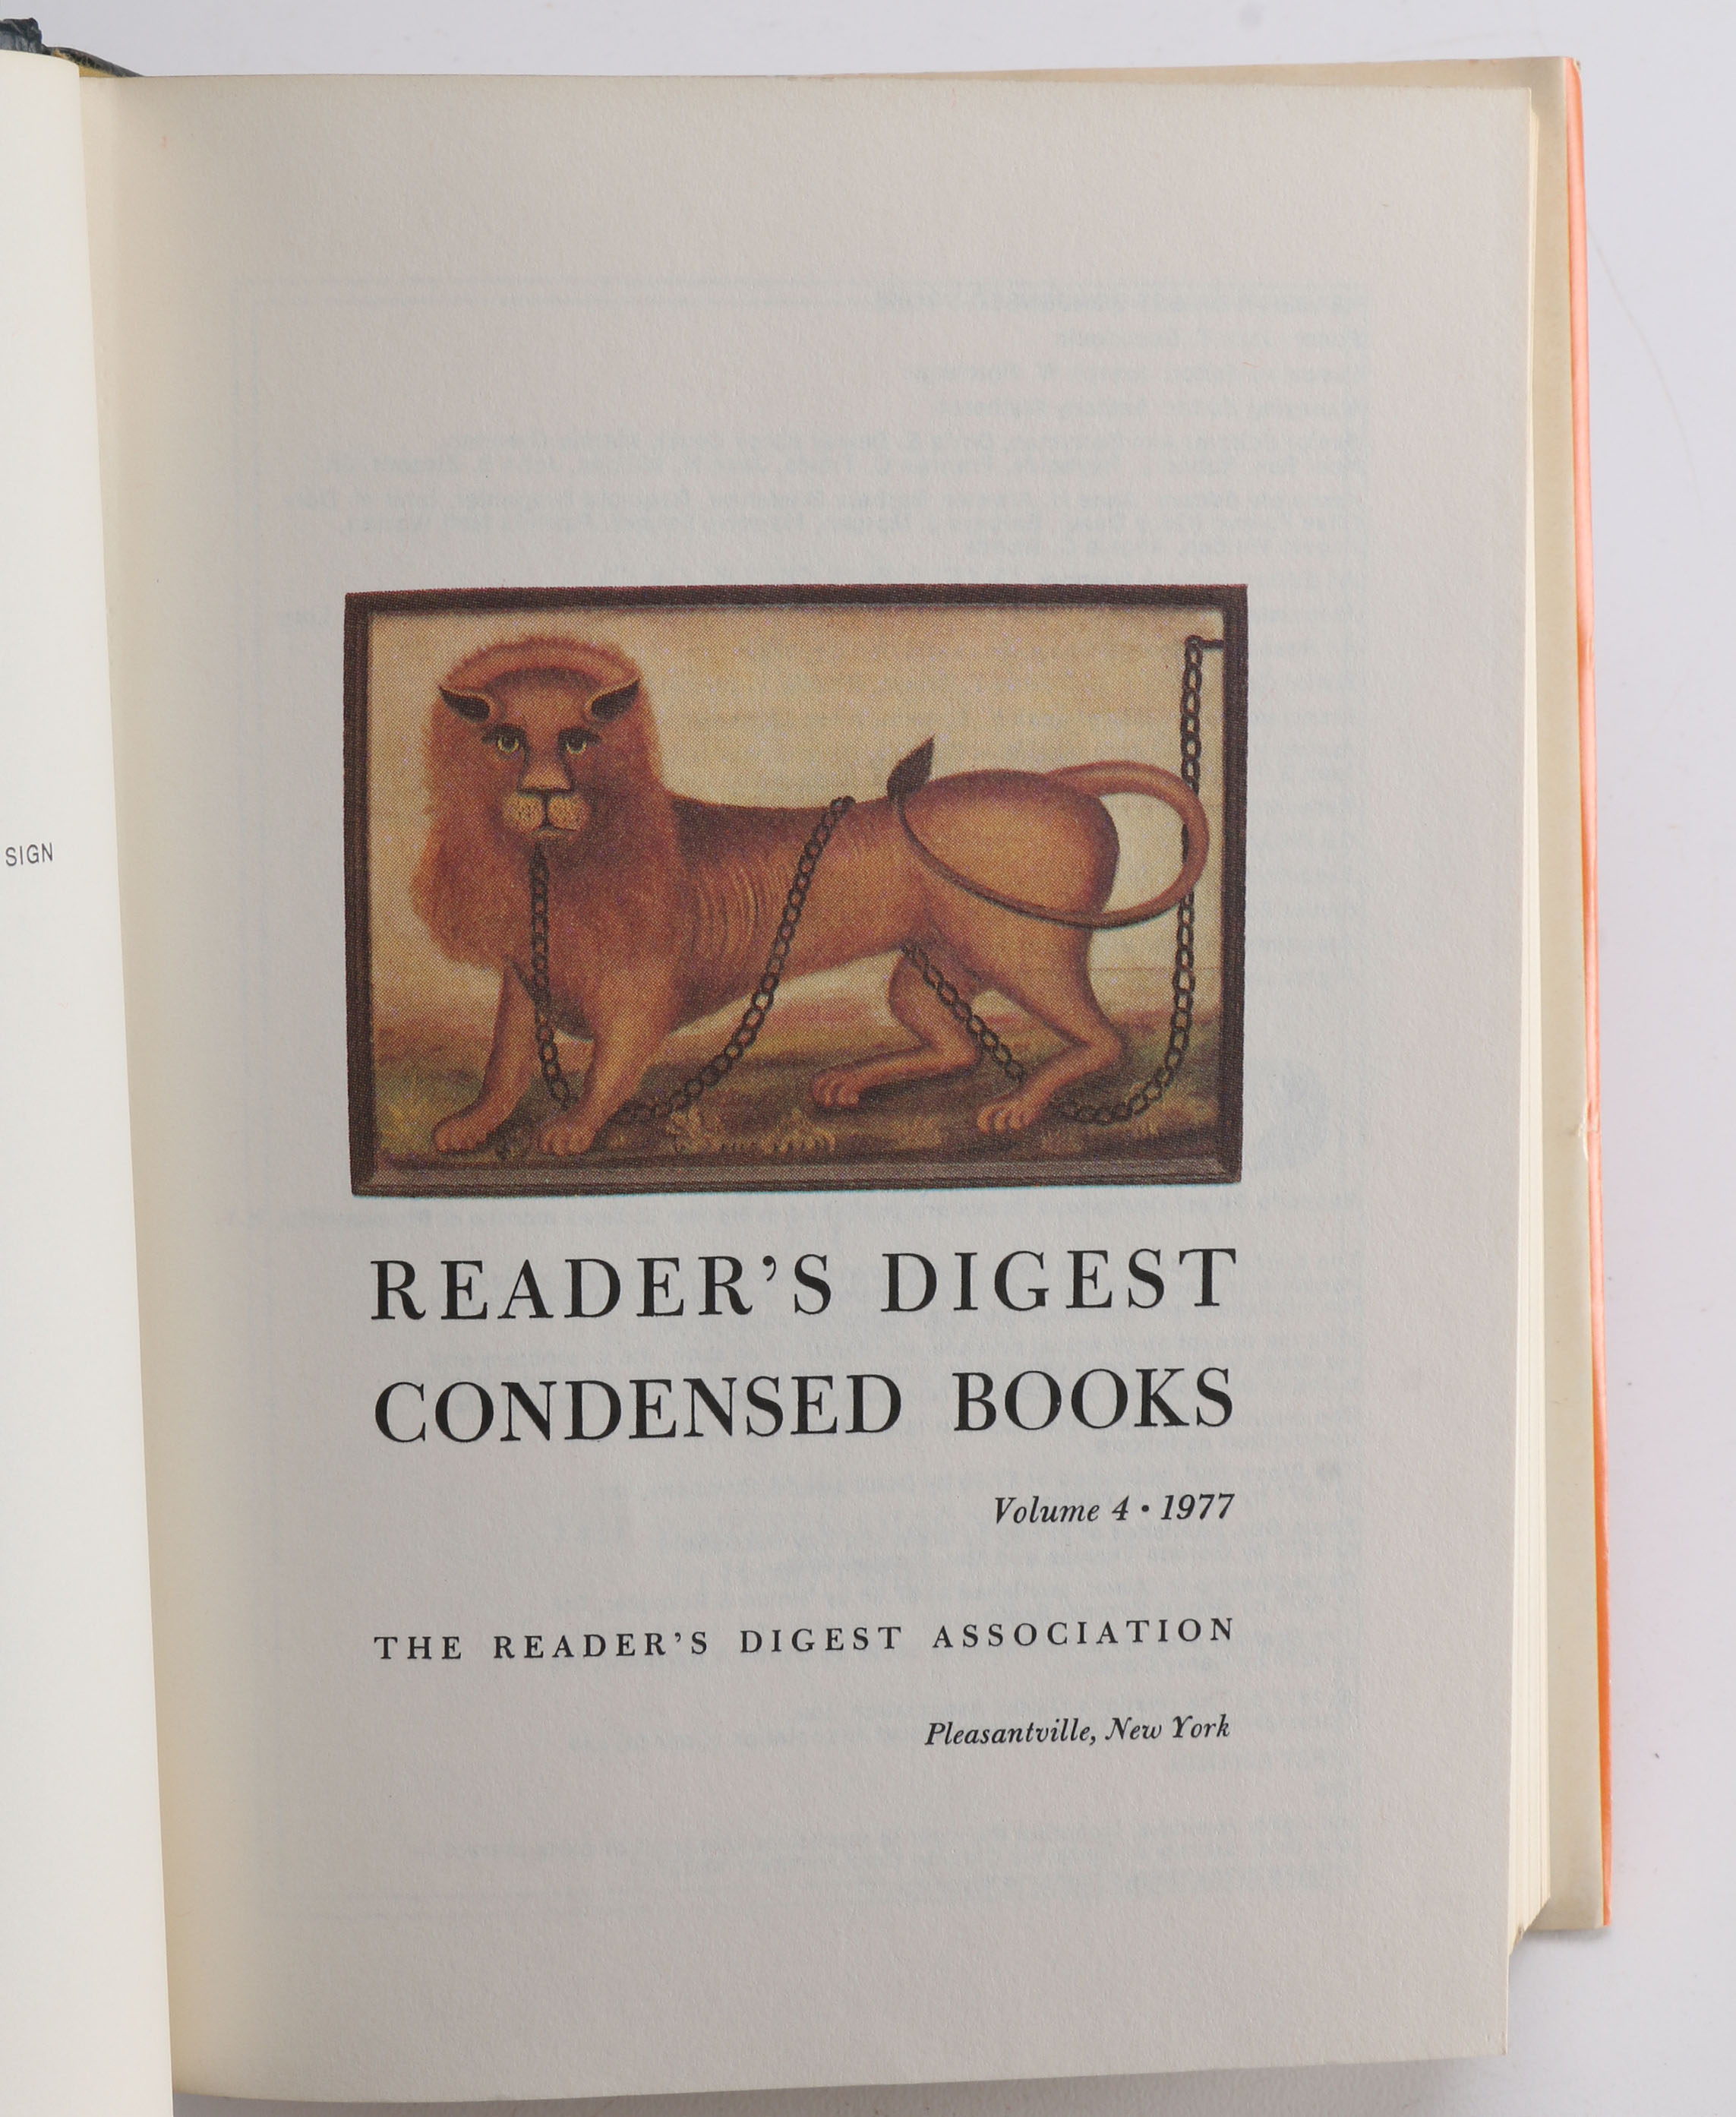 SIGN
READER'S DIGEST
CONDENSED BOOKS
Volume 4 • 1977
THE READER'S DIGEST ASSOCIATION
Pleasantville, New York